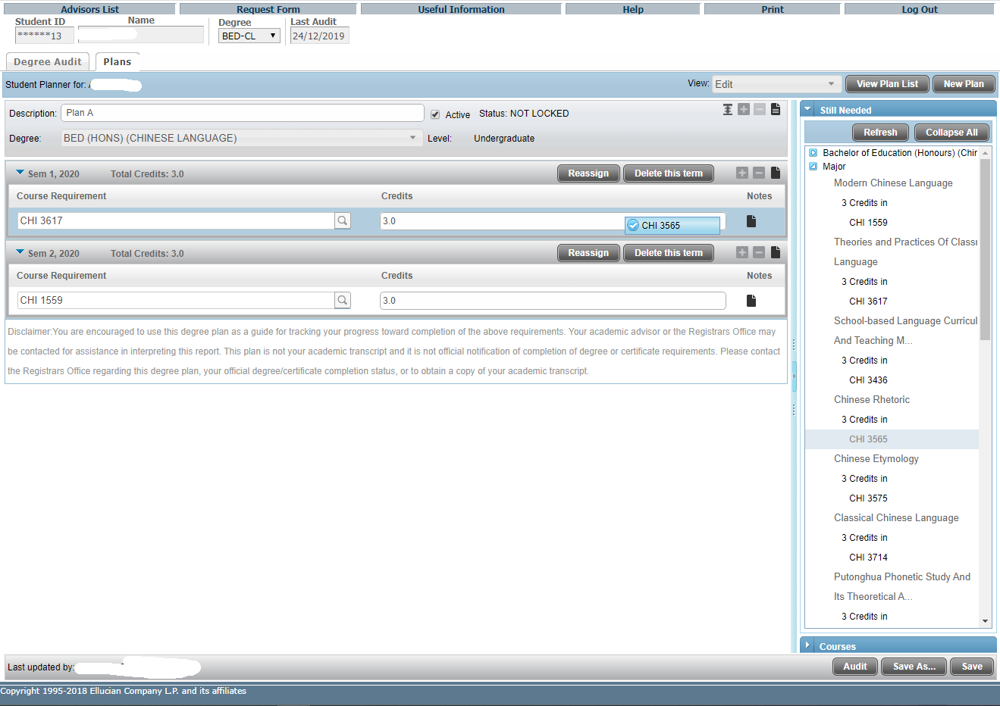 Advisors List Request Form Useful Information Help Print Log Out
Student ID Name Degree Last Audit
******13 BED-CL 24/12/2019
Degree Audit Plans
Student Planner for: View: Edit View Plan List New Plan
Description: Plan A Active Status: NOT LOCKED
Degree: BED (HONS) (CHINESE LANGUAGE) Level: Undergraduate
Sem 1, 2020 Total Credits: 3.0 Reassign Delete this term
Course Requirement Credits Notes
CHI 3617 3.0 CHI 3565
Sem 2, 2020 Total Credits: 3.0 Reassign Delete this term
Course Requirement Credits Notes
CHI 1559 3.0
Disclaimer:You are encouraged to use this degree plan as a guide for tracking your progress toward completion of the above requirements. Your academic advisor or the Registrars Office may
be contacted for assistance in interpreting this report. This plan is not your academic transcript and it is not official notification of completion of degree or certificate requirements. Please contact
the Registrars Office regarding this degree plan, your official degree/certificate completion status, or to obtain a copy of your academic transcript.
Still Needed
Refresh Collapse All
Bachelor of Education (Honours) (Chir
Major
Modern Chinese Language
3 Credits in
CHI 1559
Theories and Practices Of Classr
Language
3 Credits in
CHI 3617
School-based Language Curricul
And Teaching M...
3 Credits in
CHI 3436
Chinese Rhetoric
3 Credits in
CHI 3565
Chinese Etymology
3 Credits in
CHI 3575
Classical Chinese Language
3 Credits in
CHI 3714
Putonghua Phonetic Study And
Its Theoretical A...
3 Credits in
Courses
Last updated by: Audit Save As... Save
Copyright 1995-2018 Ellucian Company L.P. and its affiliates